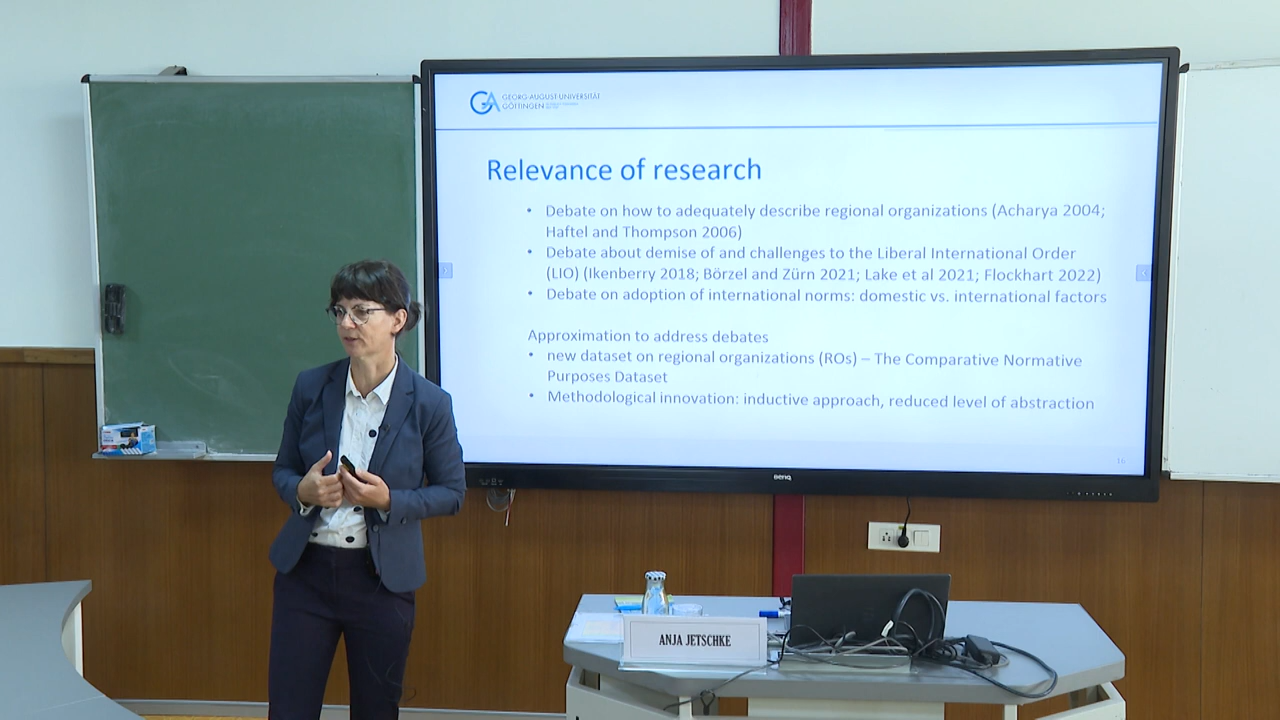 GEORG-AUGUST-UNIVERSITÄT
GÖTTINGEN
Relevance of research
• Debate on how to adequately describe regional organizations (Acharya 2004;
Haftel and Thompson 2006)
• Debate about demise of and challenges to the Liberal International Order
(LIO) (Ikenberry 2018; Börzel and Zürn 2021; Lake et al 2021; Flockhart 2022)
• Debate on adoption of international norms: domestic vs. international factors
Approximation to address debates
• new dataset on regional organizations (ROs) – The Comparative Normative
Purposes Dataset
• Methodological innovation: inductive approach, reduced level of abstraction
16
BenQ
ANJA JETSCHKE